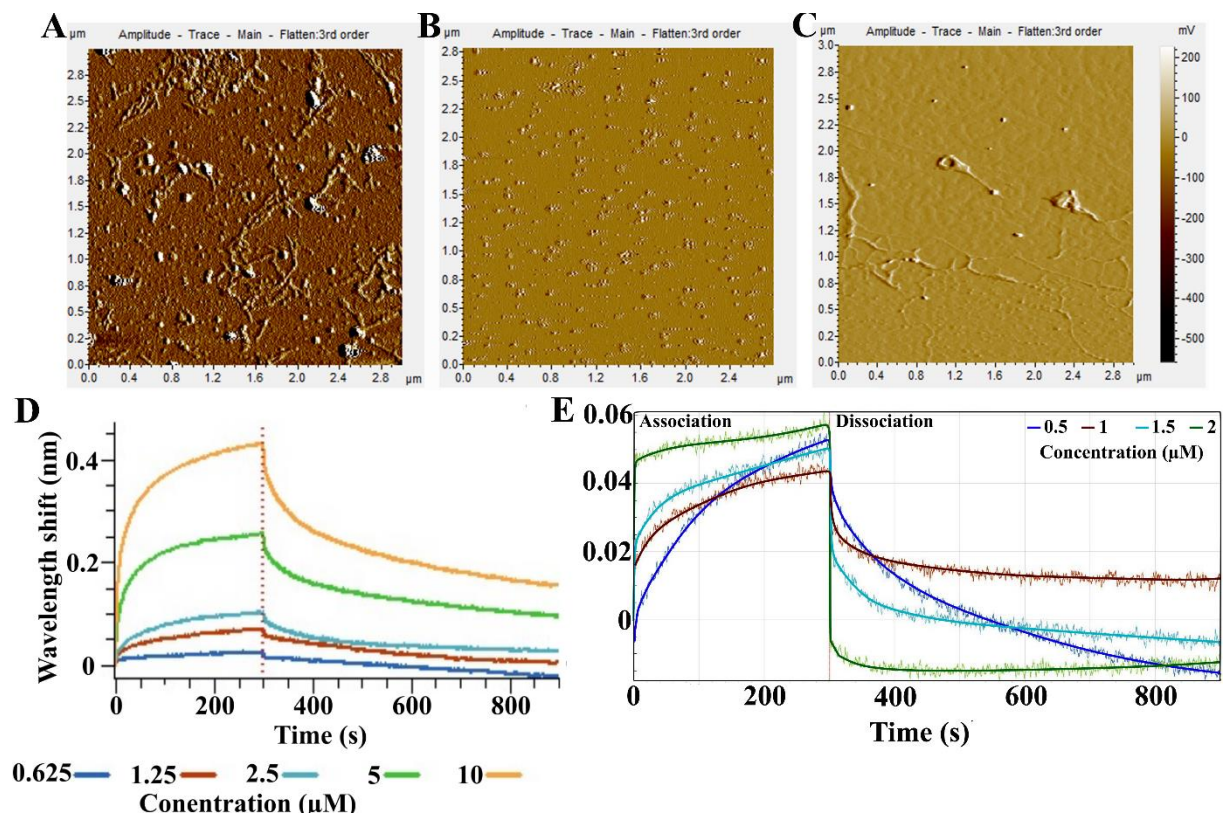 A
B
C
µm Amplitude - Trace - Main - Flatten:3rd order
µm Amplitude - Trace - Main - Flatten:3rd order
µm Amplitude - Trace - Main - Flatten:3rd order
mV
2.8
2.5
2.2
2.0
1.8
1.5
1.2
1.0
0.8
0.5
0.2
0.0
0.0 0.4 0.8 1.2 1.6 2.0 2.4 2.8
µm
2.8
2.5
2.2
2.0
1.8
1.5
1.2
1.0
0.8
0.5
0.2
0.0
0.0 0.4 0.8 1.2 1.6 2.0 2.4
µm
3.0
2.8
2.5
2.2
2.0
1.8
1.5
1.2
1.0
0.8
0.5
0.2
0.0
0.0 0.4 0.8 1.2 1.6 2.0 2.4 2.8
µm
200
100
0
-100
-200
-300
-400
-500
D
Wavelength shift (nm)
0.4
0.2
0
0 200 400 600 800
Time (s)
0.625 1.25 2.5 5 10
Conentration (µM)
E
0.06
0.04
0.02
0
Association
Dissociation
0.5 1 1.5 2
Concentration (µM)
0 200 400 600 800
Time (s)